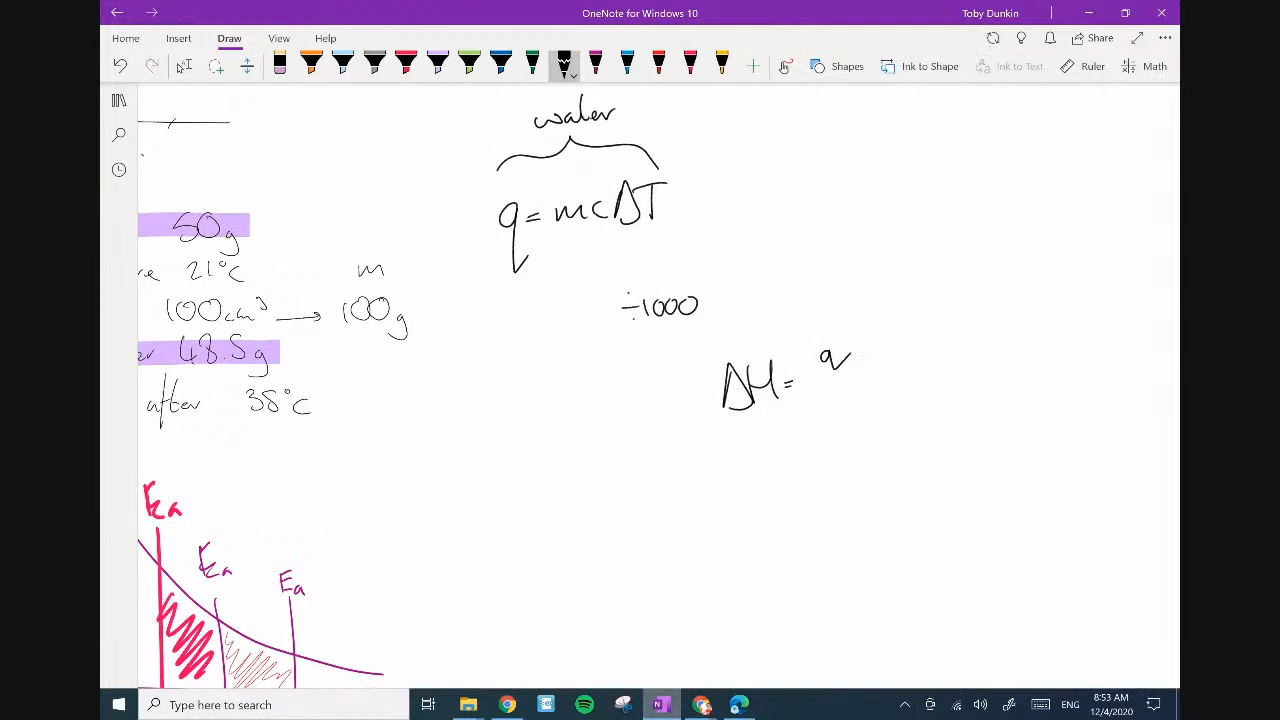 OneNote for Windows 10
Toby Dunkin
Home Insert Draw View Help
Share
Shapes
Ink to Shape
Ink to Text
Ruler
Math
water
q = mcΔT
50g
re 21°C
m
100cm³ → 100g
÷1000
er 48.5g
ΔH = q
after 38°C
Ea
Ea
Ea
Type here to search
ENG
8:53 AM
12/4/2020